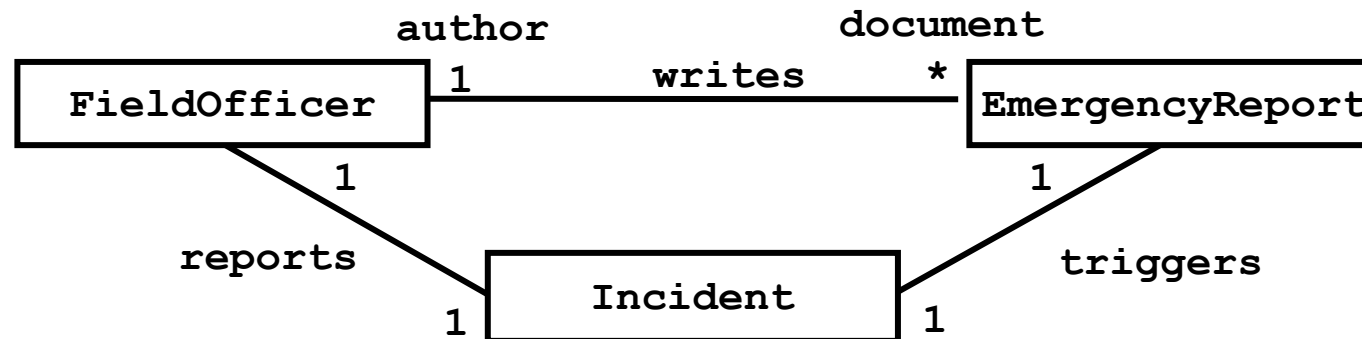 author document
1 writes *
FieldOfficer EmergencyReport
1 1
reports triggers
Incident
1 1